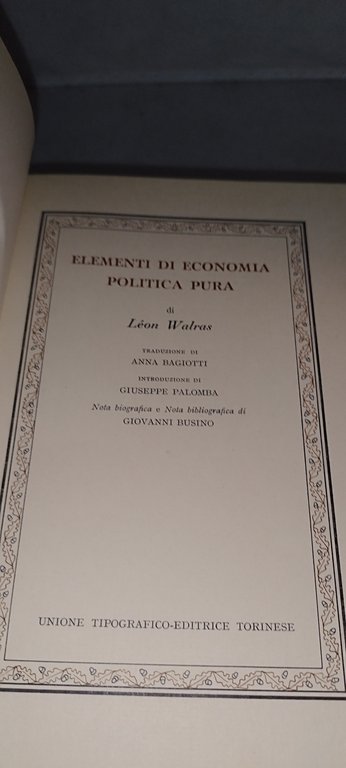 ELEMENTI DI ECONOMIA
POLITICA PURA
di
Lêon Walras
TRADUZIONE DI
ANNA BAGIOTTI
INTRODUZIONE DI
GIUSEPPE PALOMBA
Nota biografica e Nota bibliografica di
GIOVANNI BUSINO
UNIONE TIPOGRAFICO-EDITRICE TORINESE